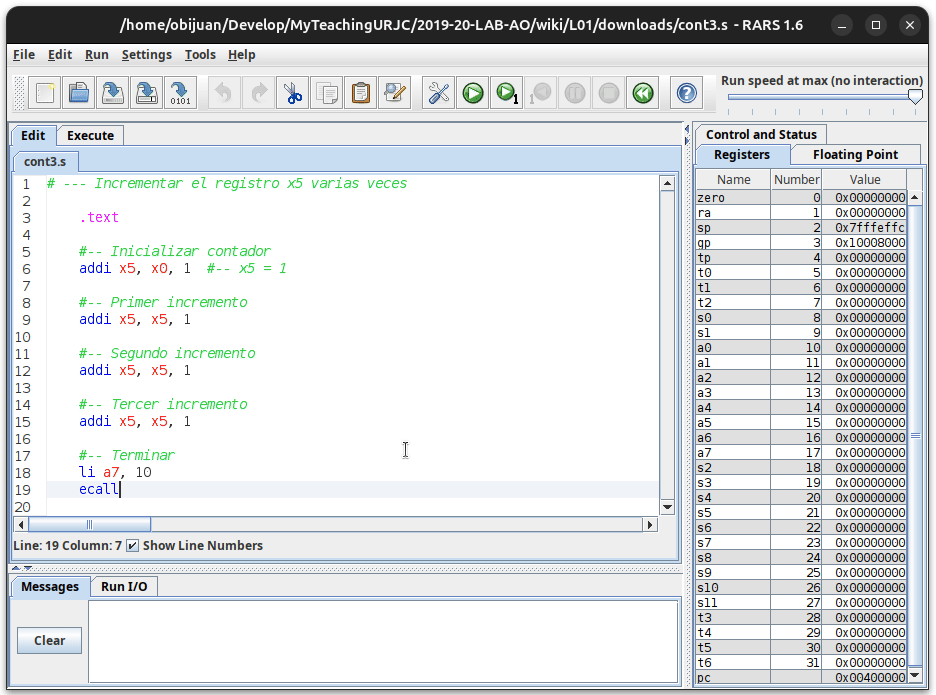 /home/obijuan/Develop/MyTeachingURJC/2019-20-LAB-AO/wiki/L01/downloads/cont3.s - RARS 1.6
File Edit Run Settings Tools Help
Run speed at max (no interaction)
0101
1
1
Edit Execute
cont3.s
1 # --- Incrementar el registro x5 varias veces
2
3 .text
4
5 #-- Inicializar contador
6 addi x5, x0, 1 #-- x5 = 1
7
8 #-- Primer incremento
9 addi x5, x5, 1
10
11 #-- Segundo incremento
12 addi x5, x5, 1
13
14 #-- Tercer incremento
15 addi x5, x5, 1
16
17 #-- Terminar
18 li a7, 10
19 ecall
20
Line: 19 Column: 7 Show Line Numbers
Messages Run I/O
Clear
Control and Status
Registers Floating Point
Name Number Value
zero 0 0x00000000
ra 1 0x00000000
sp 2 0x7fffeffc
gp 3 0x10008000
tp 4 0x00000000
t0 5 0x00000000
t1 6 0x00000000
t2 7 0x00000000
s0 8 0x00000000
s1 9 0x00000000
a0 10 0x00000000
a1 11 0x00000000
a2 12 0x00000000
a3 13 0x00000000
a4 14 0x00000000
a5 15 0x00000000
a6 16 0x00000000
a7 17 0x00000000
s2 18 0x00000000
s3 19 0x00000000
s4 20 0x00000000
s5 21 0x00000000
s6 22 0x00000000
s7 23 0x00000000
s8 24 0x00000000
s9 25 0x00000000
s10 26 0x00000000
s11 27 0x00000000
t3 28 0x00000000
t4 29 0x00000000
t5 30 0x00000000
t6 31 0x00000000
pc 0x00400000